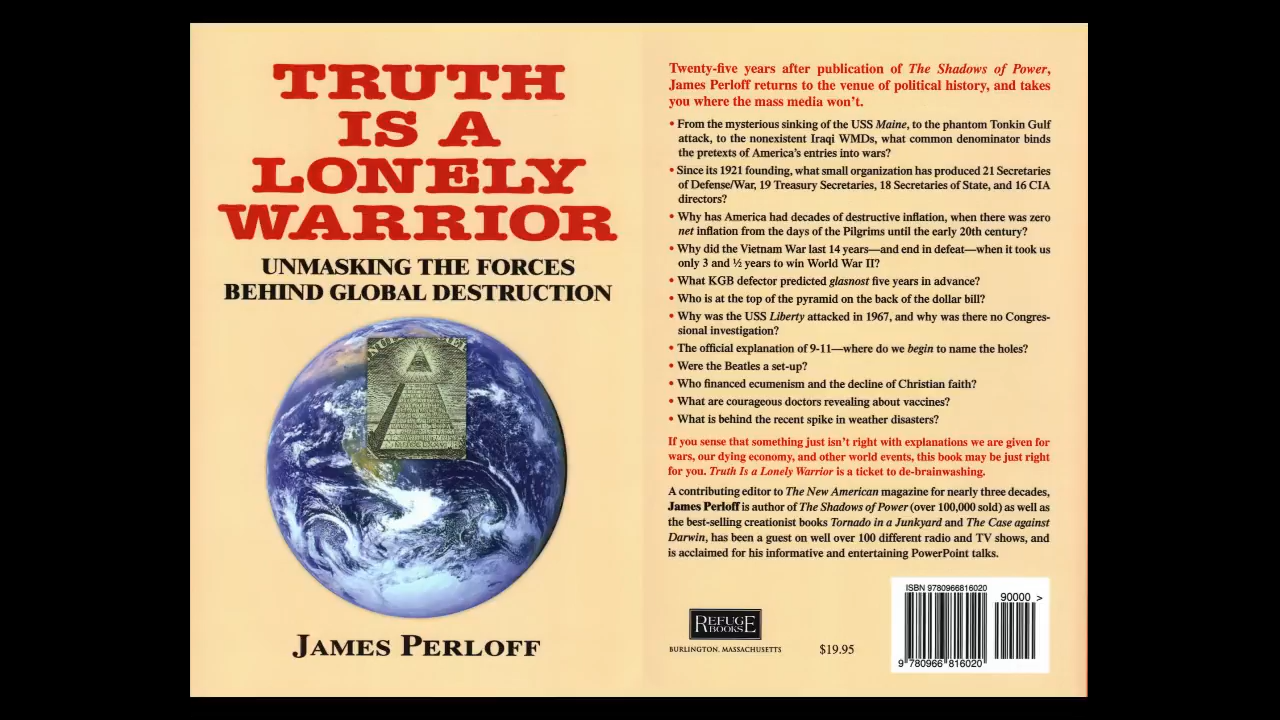 TRUTH
IS A
LONELY
WARRIOR
UNMASKING THE FORCES
BEHIND GLOBAL DESTRUCTION
JAMES PERLOFF
Twenty-five years after publication of The Shadows of Power,
James Perloff returns to the venue of political history, and takes
you where the mass media won't.
• From the mysterious sinking of the USS Maine, to the phantom Tonkin Gulf
attack, to the nonexistent Iraqi WMDs, what common denominator binds
the pretexts of America's entries into wars?
• Since its 1921 founding, what small organization has produced 21 Secretaries
of Defense/War, 19 Treasury Secretaries, 18 Secretaries of State, and 16 CIA
directors?
• Why has America had decades of destructive inflation, when there was zero
net inflation from the days of the Pilgrims until the early 20th century?
• Why did the Vietnam War last 14 years—and end in defeat—when it took us
only 3 and ½ years to win World War II?
• What KGB defector predicted glasnost five years in advance?
• Who is at the top of the pyramid on the back of the dollar bill?
• Why was the USS Liberty attacked in 1967, and why was there no Congres-
sional investigation?
• The official explanation of 9-11—where do we begin to name the holes?
• Were the Beatles a set-up?
• Who financed ecumenism and the decline of Christian faith?
• What are courageous doctors revealing about vaccines?
• What is behind the recent spike in weather disasters?
If you sense that something just isn't right with explanations we are given for
wars, our dying economy, and other world events, this book may be just right
for you. Truth Is a Lonely Warrior is a ticket to de-brainwashing.
A contributing editor to The New American magazine for nearly three decades,
James Perloff is author of The Shadows of Power (over 100,000 sold) as well as
the best-selling creationist books Tornado in a Junkyard and The Case against
Darwin, has been a guest on well over 100 different radio and TV shows, and
is acclaimed for his informative and entertaining PowerPoint talks.
REFUGE
BOOKS
BURLINGTON, MASSACHUSETTS
$19.95
ISBN 9780966816020
90000 >
9 780966 816020